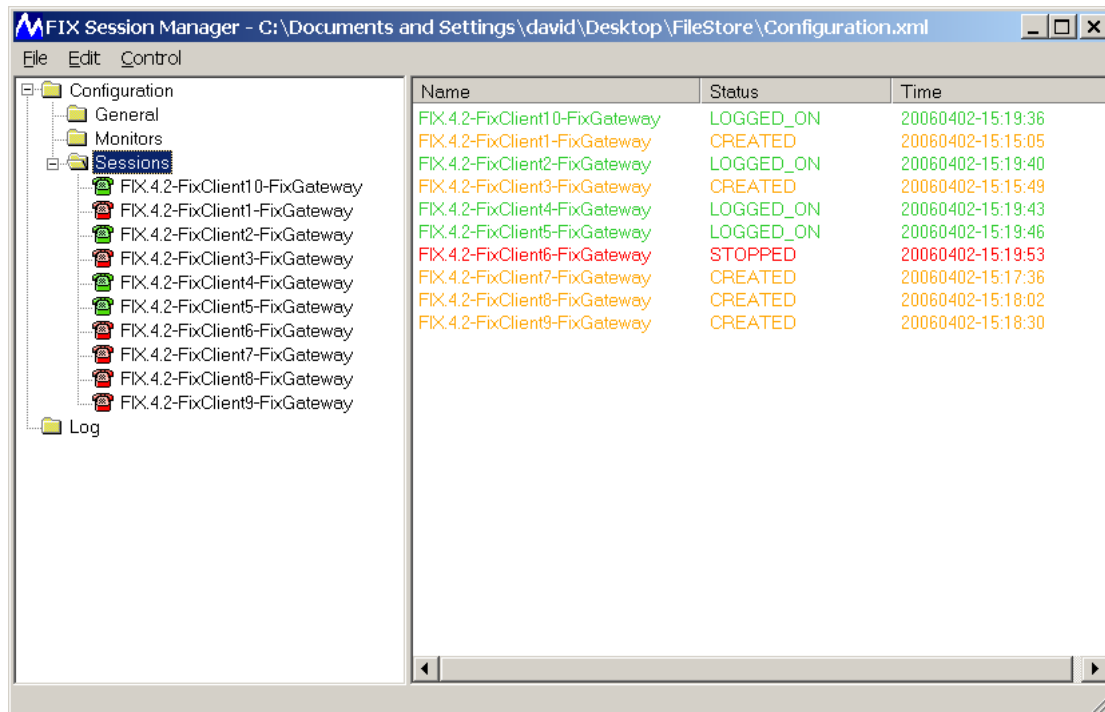 FIX Session Manager - C:\Documents and Settings\david\Desktop\FileStore\Configuration.xml
File Edit Control
Configuration
General
Monitors
Sessions
FIX.4.2-FixClient10-FixGateway
FIX.4.2-FixClient1-FixGateway
FIX.4.2-FixClient2-FixGateway
FIX.4.2-FixClient3-FixGateway
FIX.4.2-FixClient4-FixGateway
FIX.4.2-FixClient5-FixGateway
FIX.4.2-FixClient6-FixGateway
FIX.4.2-FixClient7-FixGateway
FIX.4.2-FixClient8-FixGateway
FIX.4.2-FixClient9-FixGateway
Log
Name Status Time
FIX.4.2-FixClient10-FixGateway LOGGED_ON 20060402-15:19:36
FIX.4.2-FixClient1-FixGateway CREATED 20060402-15:15:05
FIX.4.2-FixClient2-FixGateway LOGGED_ON 20060402-15:19:40
FIX.4.2-FixClient3-FixGateway CREATED 20060402-15:15:49
FIX.4.2-FixClient4-FixGateway LOGGED_ON 20060402-15:19:43
FIX.4.2-FixClient5-FixGateway LOGGED_ON 20060402-15:19:46
FIX.4.2-FixClient6-FixGateway STOPPED 20060402-15:19:53
FIX.4.2-FixClient7-FixGateway CREATED 20060402-15:17:36
FIX.4.2-FixClient8-FixGateway CREATED 20060402-15:18:02
FIX.4.2-FixClient9-FixGateway CREATED 20060402-15:18:30